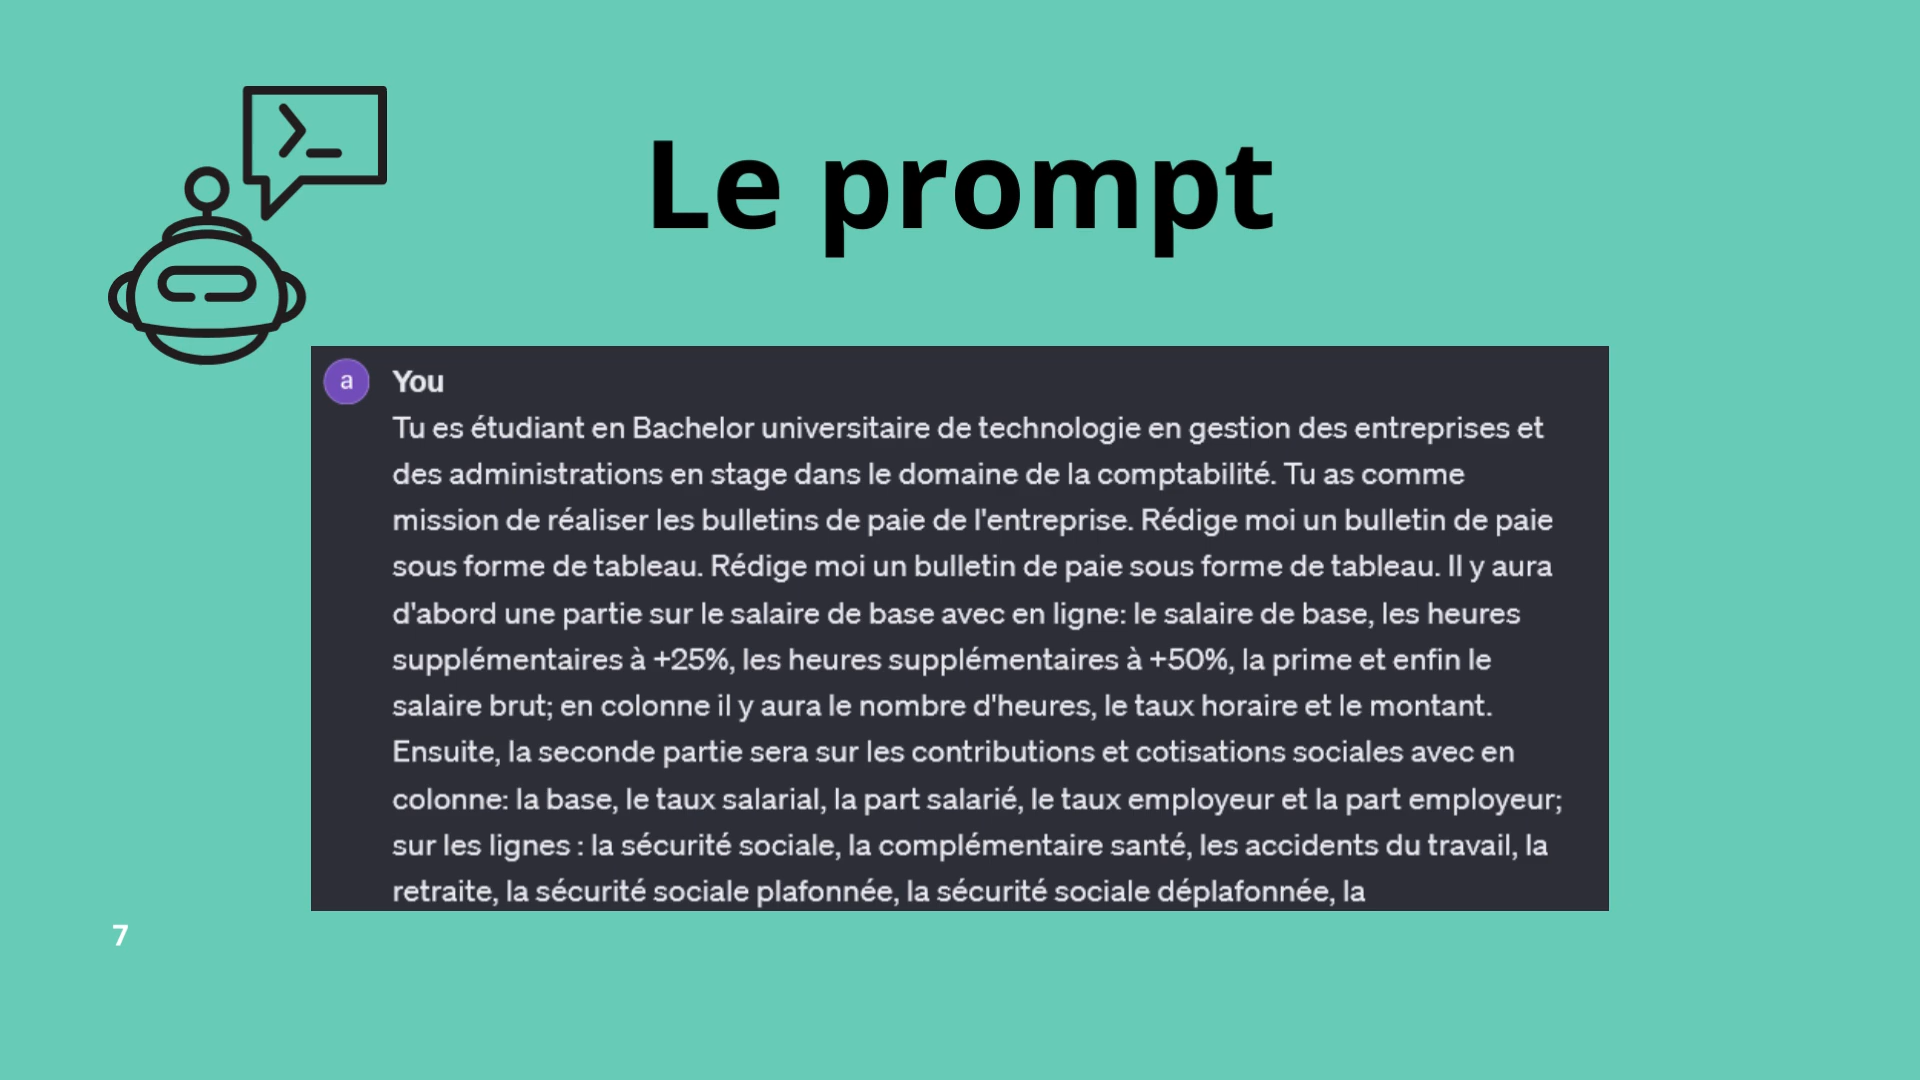 >_
Le prompt
a
You
Tu es étudiant en Bachelor universitaire de technologie en gestion des entreprises et
des administrations en stage dans le domaine de la comptabilité. Tu as comme
mission de réaliser les bulletins de paie de l'entreprise. Rédige moi un bulletin de paie
sous forme de tableau. Rédige moi un bulletin de paie sous forme de tableau. Il y aura
d'abord une partie sur le salaire de base avec en ligne: le salaire de base, les heures
supplémentaires à +25%, les heures supplémentaires à +50%, la prime et enfin le
salaire brut; en colonne il y aura le nombre d'heures, le taux horaire et le montant.
Ensuite, la seconde partie sera sur les contributions et cotisations sociales avec en
colonne: la base, le taux salarial, la part salarié, le taux employeur et la part employeur;
sur les lignes : la sécurité sociale, la complémentaire santé, les accidents du travail, la
retraite, la sécurité sociale plafonnée, la sécurité sociale déplafonnée, la
7